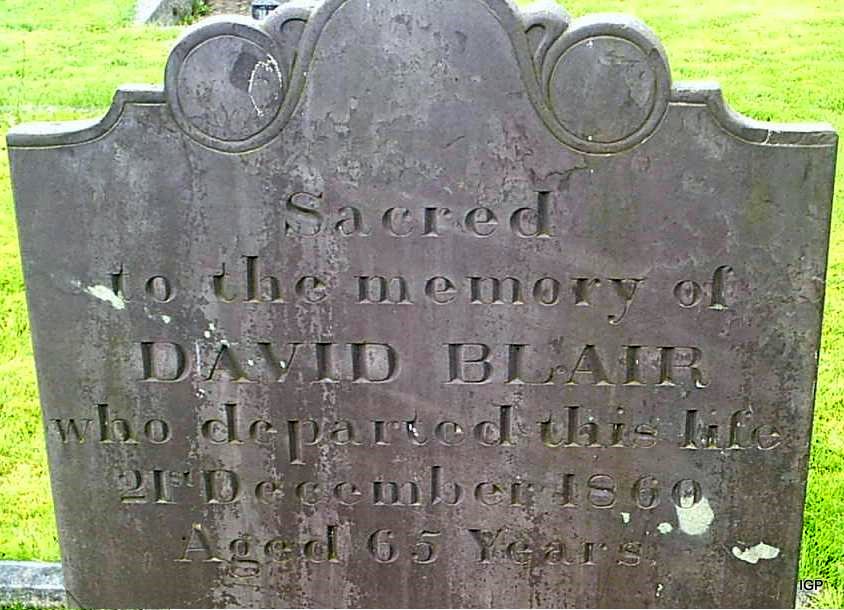 Sacred
to the memory of
DAVID BLAIR
who departed this life
21st December 1860
Aged 65 Years.
IGP